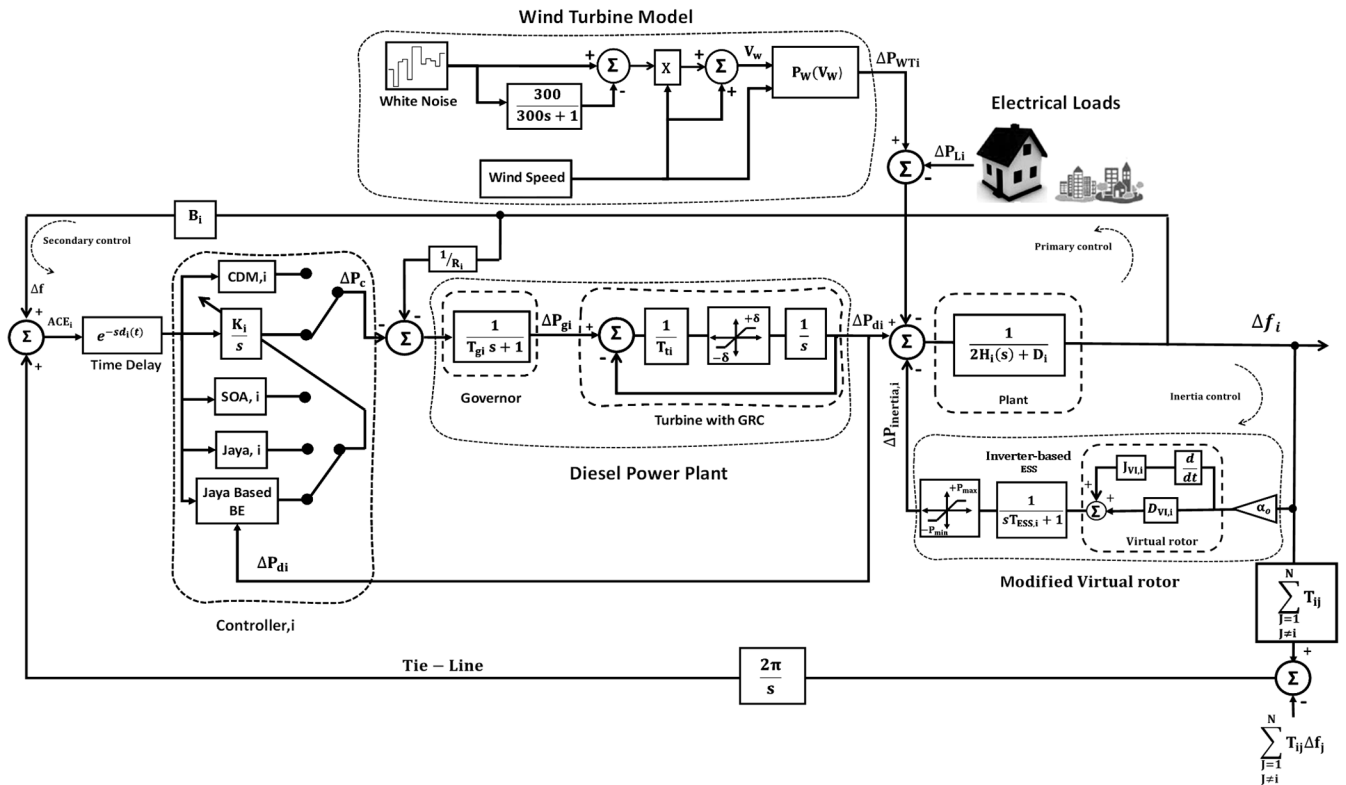 Wind Turbine Model
White Noise
300
300s + 1
+
Σ
-
X
+
Σ
+
V_w
P_W(V_W)
ΔP_WTi
Wind Speed
Electrical Loads
+
Σ
-
ΔP_Li
B_i
Secondary control
Primary control
Δf
+
Σ
+
ACE_i
e^{-sd_i(t)}
Time Delay
CDM,i
K_i
s
SOA, i
Jaya, i
Jaya Based
BE
ΔP_c
ΔP_di
Controller,i
1/R_i
-
-
Σ
1
T_gi s + 1
Governor
ΔP_gi
+
Σ
-
1
T_ti
+δ
−δ
1
s
Turbine with GRC
Diesel Power Plant
ΔP_di
+
-
Σ
-
ΔP_inertia,i
1
2H_i(s) + D_i
Plant
Δf_i
Inertia control
Inverter-based
ESS
+P_max
−P_min
1
sT_ESS,i + 1
+
Σ
+
J_VI,i
d
dt
D_VI,i
Virtual rotor
α_o
Modified Virtual rotor
N
∑ T_ij
J=1
J≠i
+
Σ
-
Tie − Line
2π
s
N
∑ T_ijΔf_j
J=1
J≠i